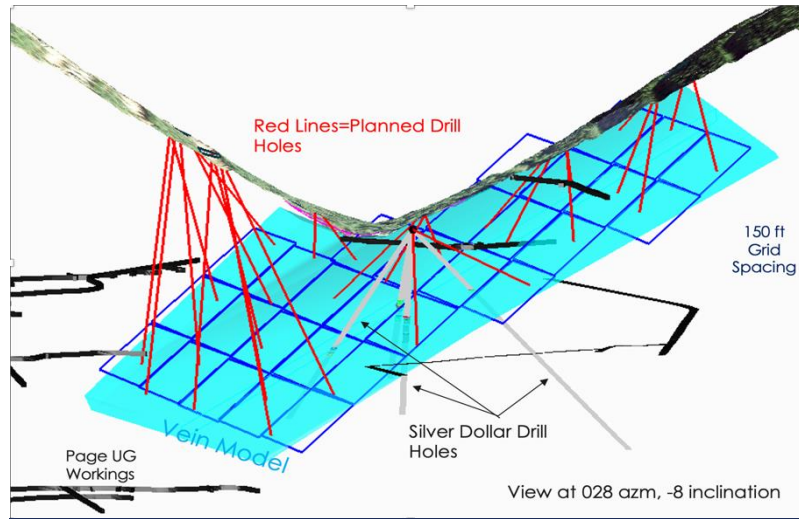 Red Lines=Planned Drill
Holes
150 ft
Grid
Spacing
Vein Model
Silver Dollar Drill
Holes
Page UG
Workings
View at 028 azm, -8 inclination